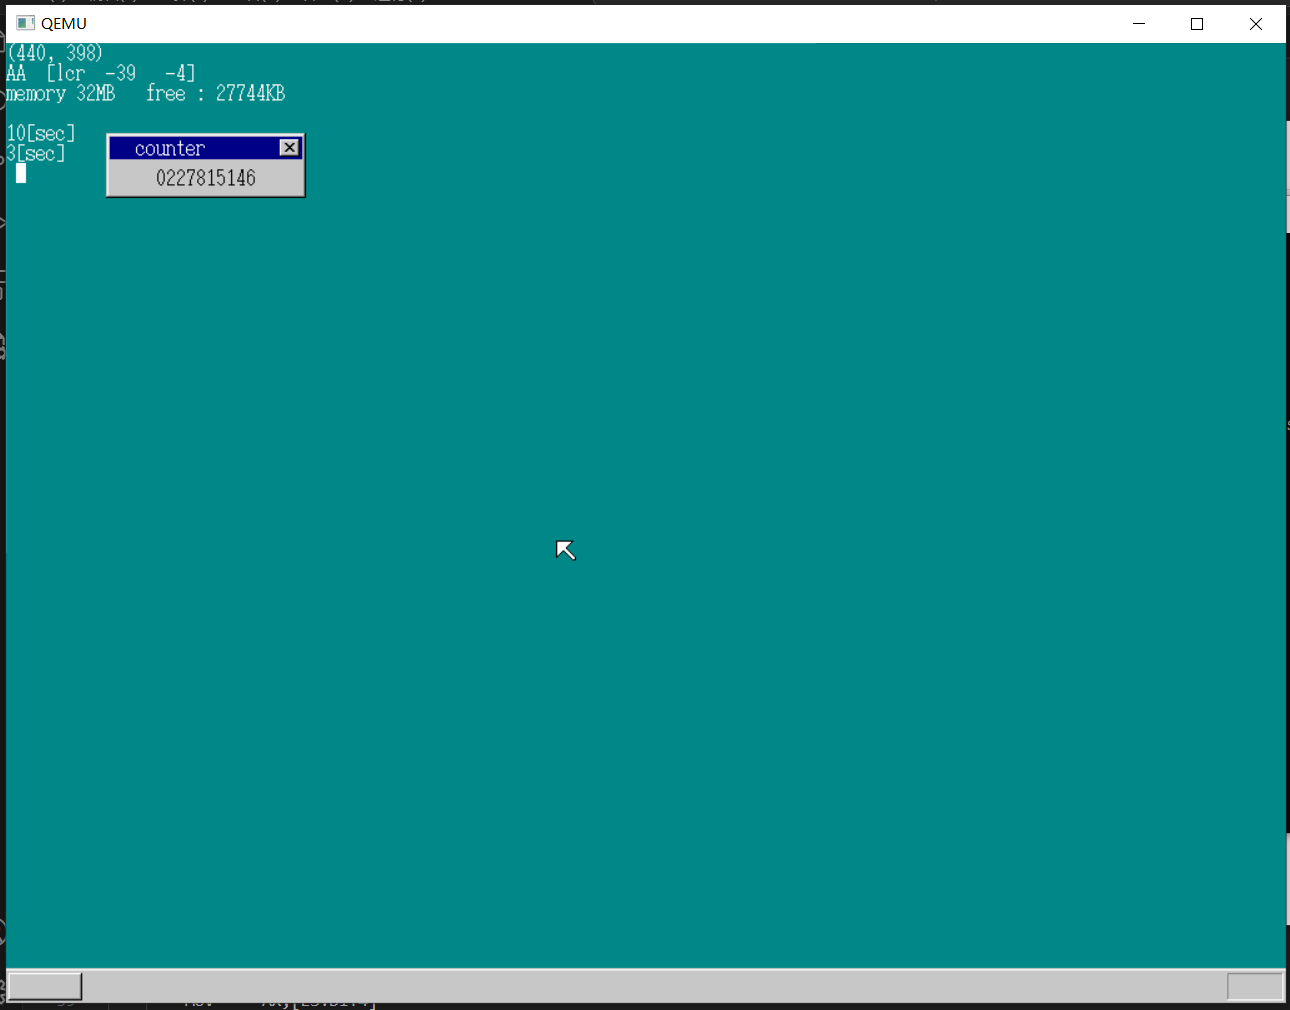 QEMU
(440, 398)
AA [lcr -39 -4]
memory 32MB free : 27744KB
10[sec]
3[sec]
counter
0227815146